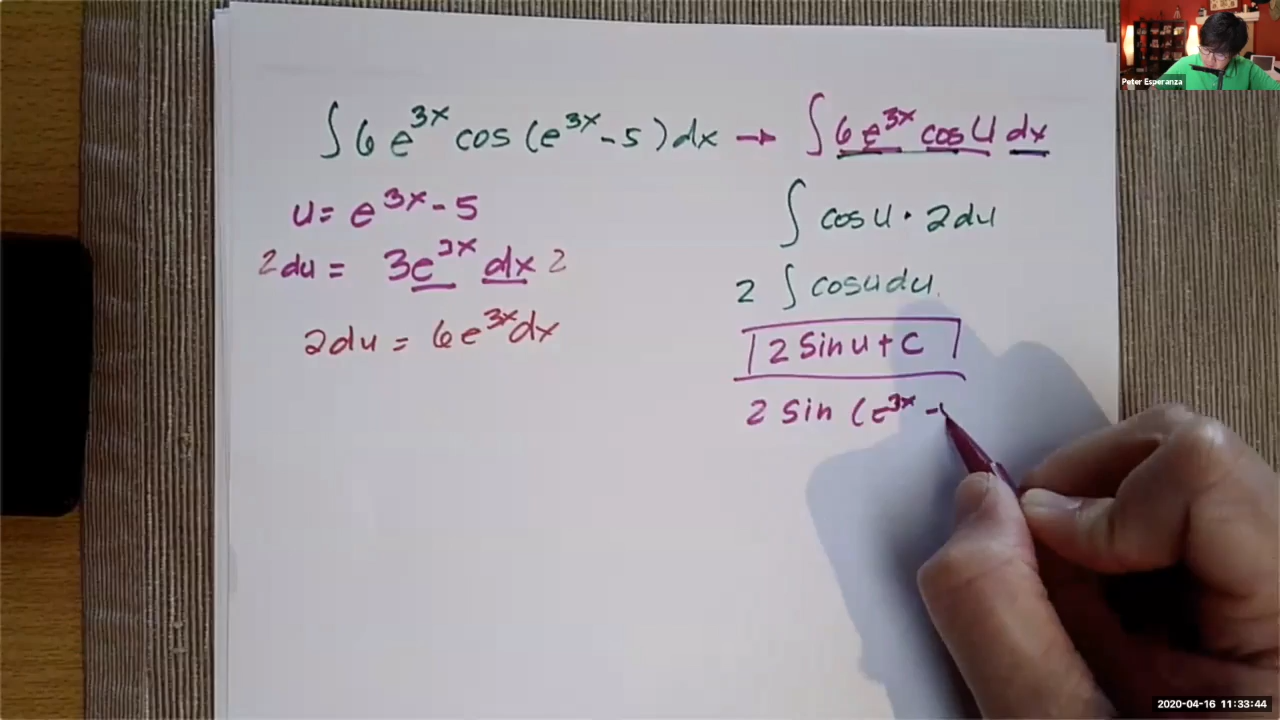 Peter Esperanza
∫ 6e^{3x} cos(e^{3x} - 5)dx → ∫ 6e^{3x} cos u dx
u = e^{3x} - 5
2du = 3e^{3x} dx 2
2du = 6e^{3x}dx
∫ cos u · 2du
2 ∫ cos u du
2 sin u + C
2 sin (e^{3x} -
2020-04-16 11:33:44